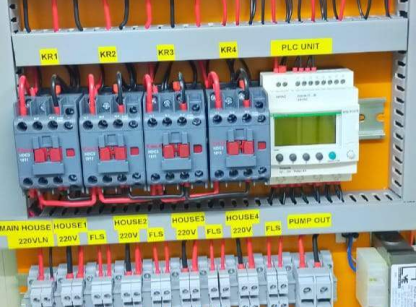 KR1 KR2 KR3 KR4 PLC UNIT
MAIN HOUSE HOUSE1 HOUSE2 HOUSE3 HOUSE4 PUMP OUT
220VLN 220V FLS 220V FLS 220V FLS 220V FLS